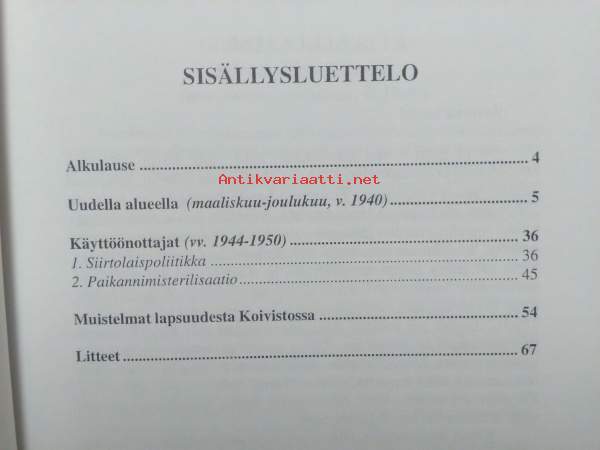 SISÄLLYSLUETTELO
Alkulause ... 4
Antikvariaatti.net
Uudella alueella (maaliskuu-joulukuu, v. 1940) ... 5
Käyttöönottajat (vv. 1944-1950) ... 36
1. Siirtolaispoliitikka ... 36
2. Paikannimisterilisaatio ... 45
Muistelmat lapsuudesta Koivistossa ... 54
Litteet ... 67